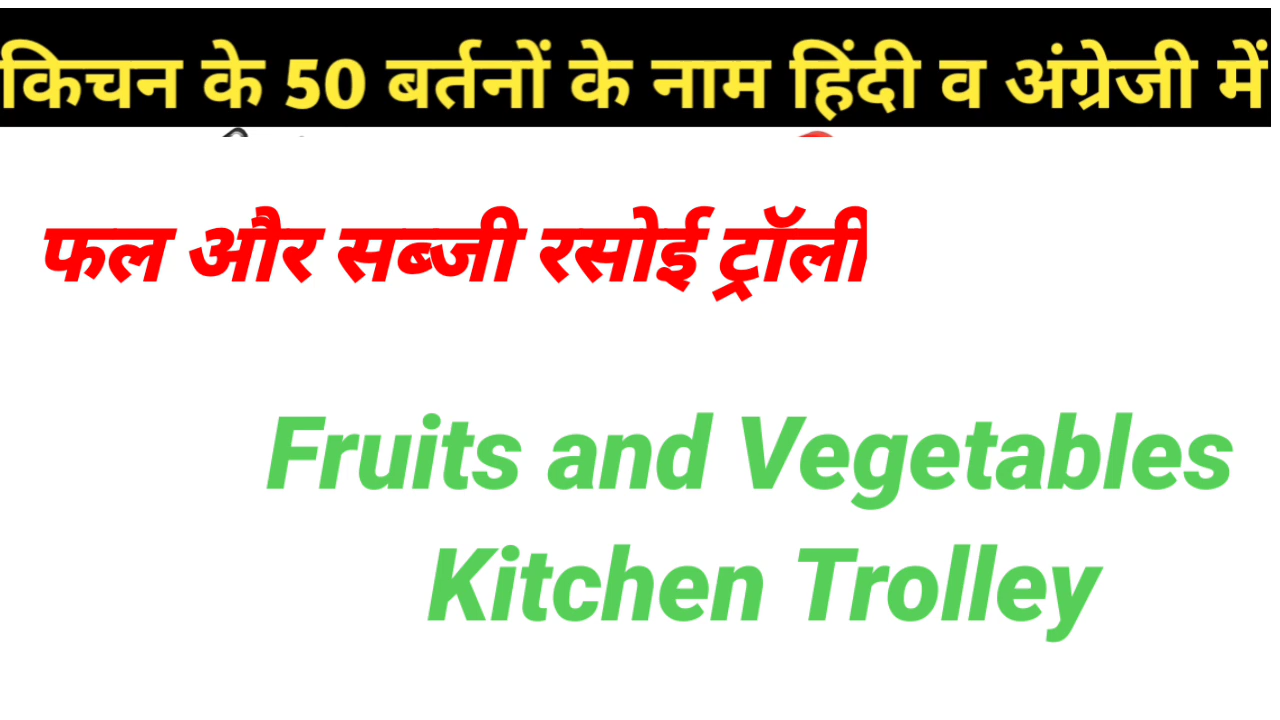 किचन के 50 बर्तनों के नाम हिंदी व अंग्रेजी में
फल और सब्जी रसोई ट्रॉली
Fruits and Vegetables
Kitchen Trolley